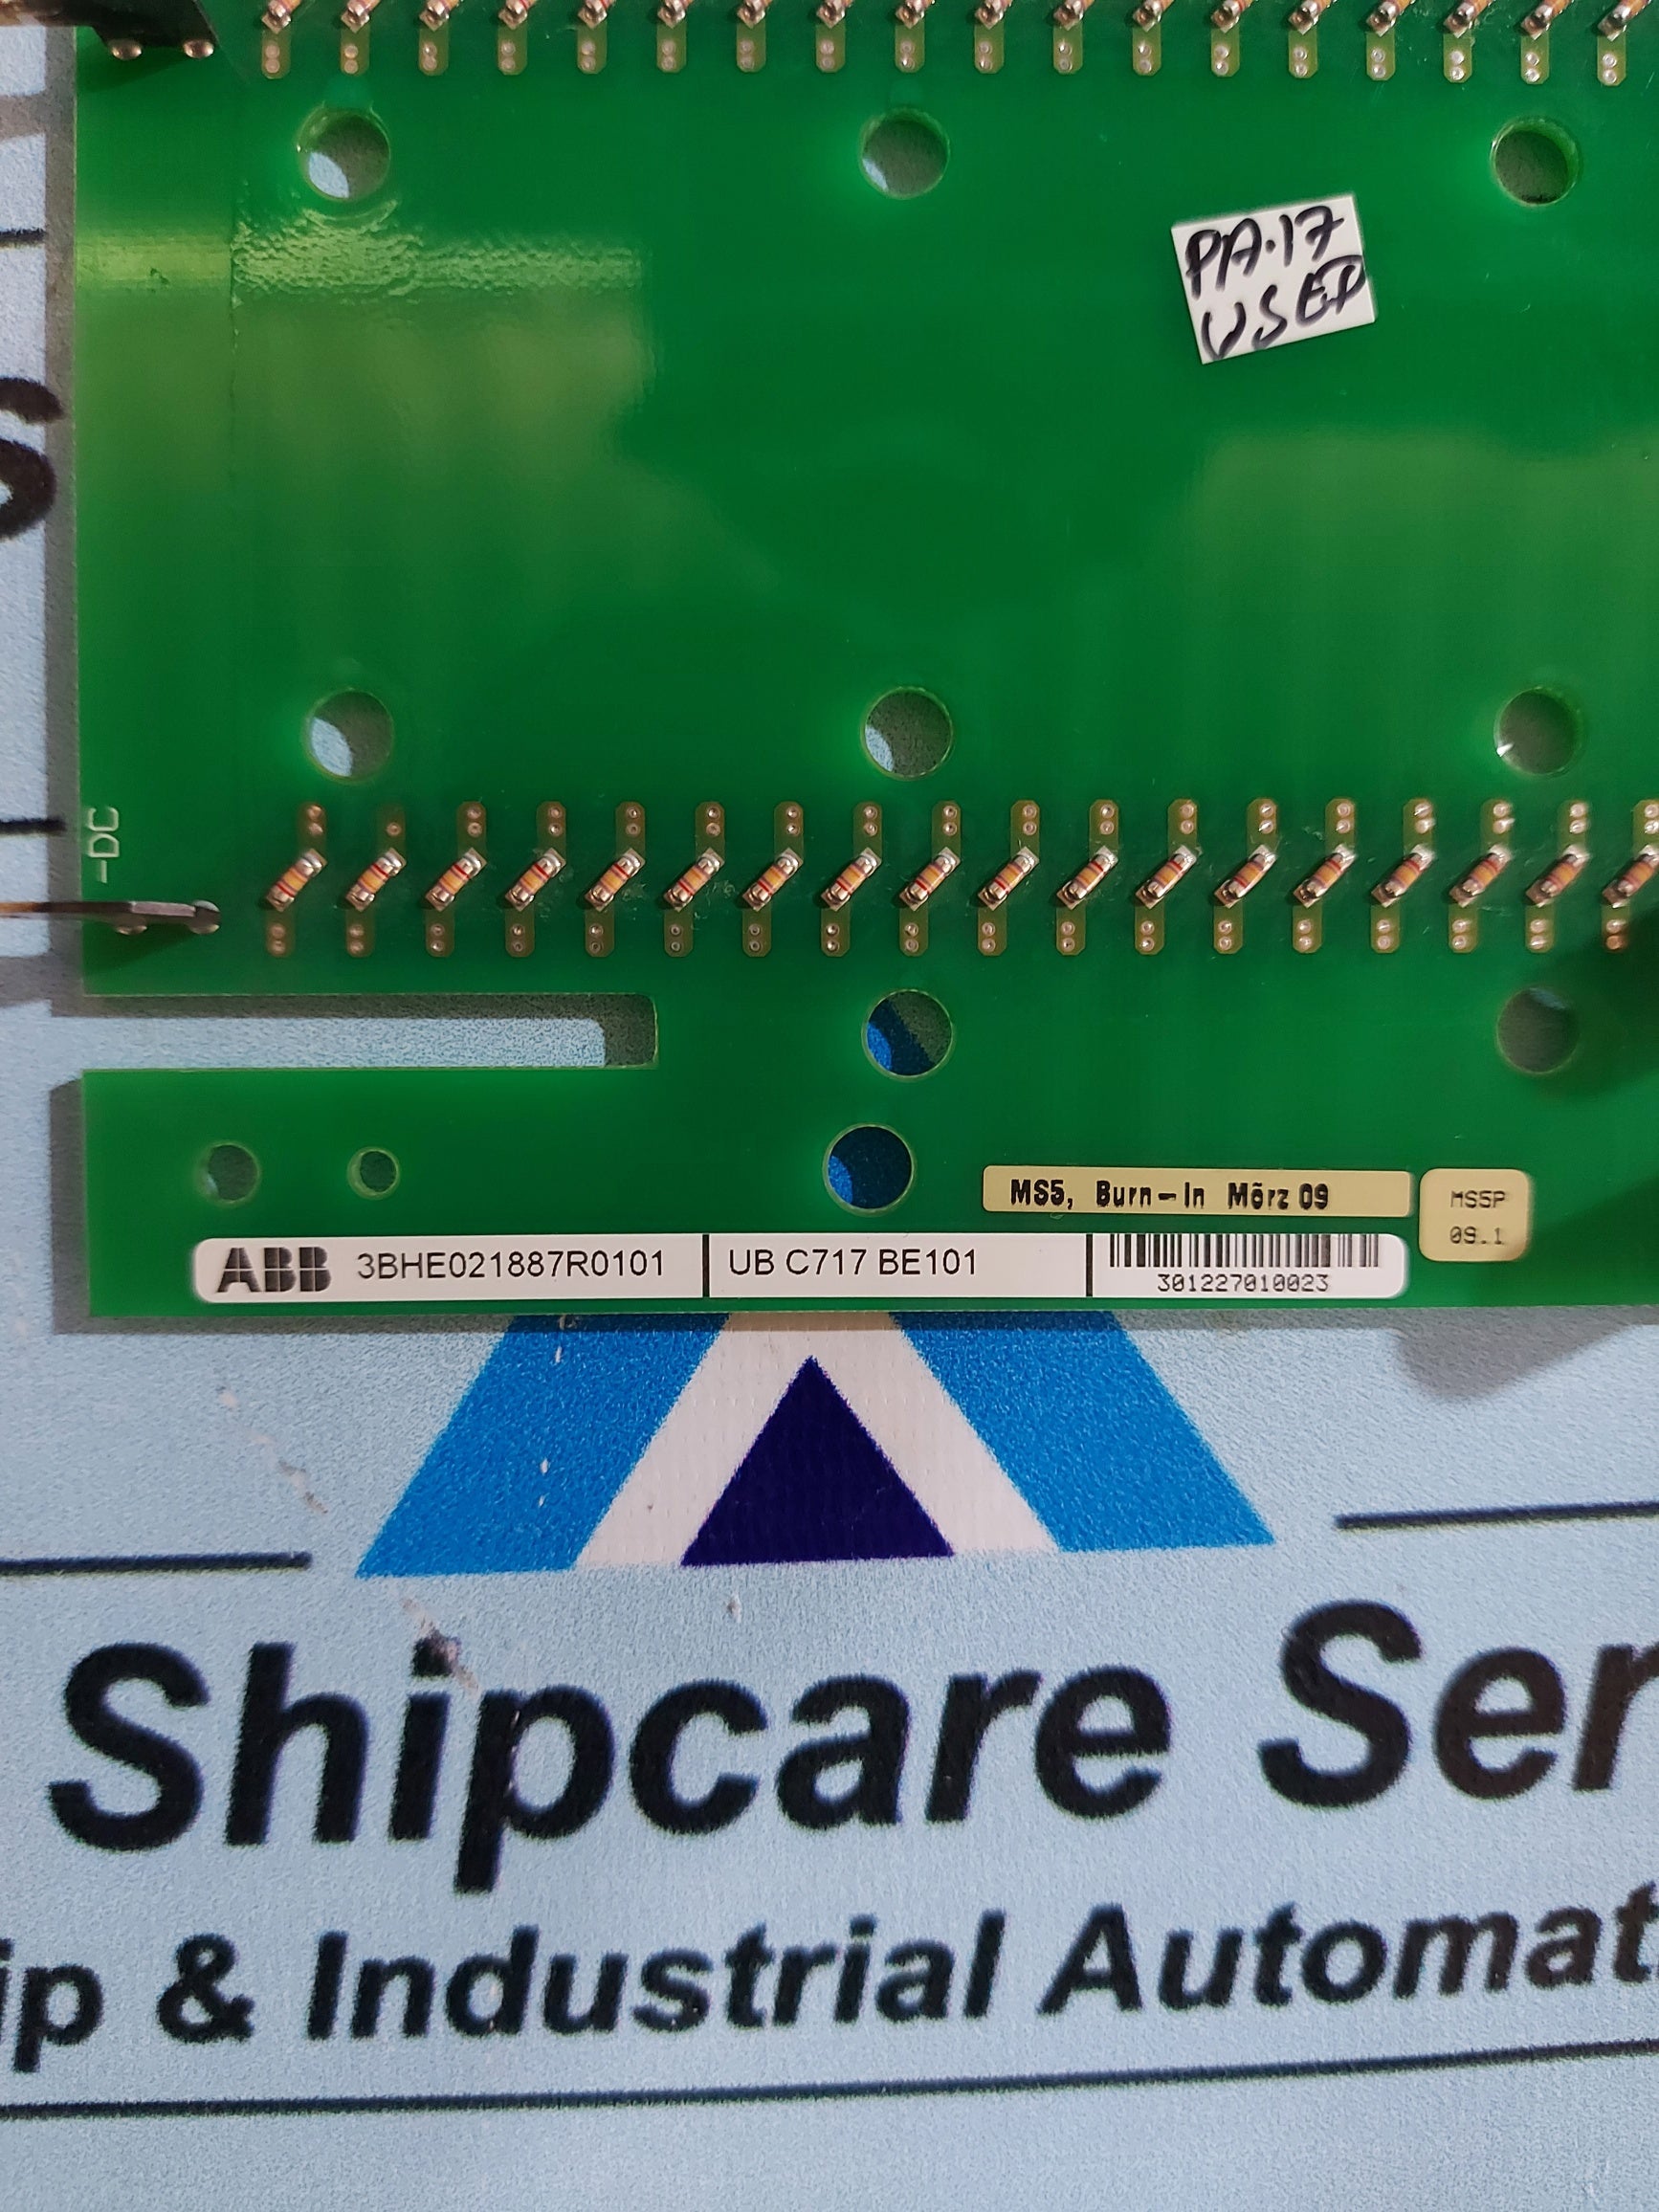 PA.17
USED
S
-DC
MS5, Burn-In Mörz 09
MS5P
09.1
ABB 3BHE021887R0101 UB C717 BE101
301227010023
Shipcare Ser
ip & Industrial Automat